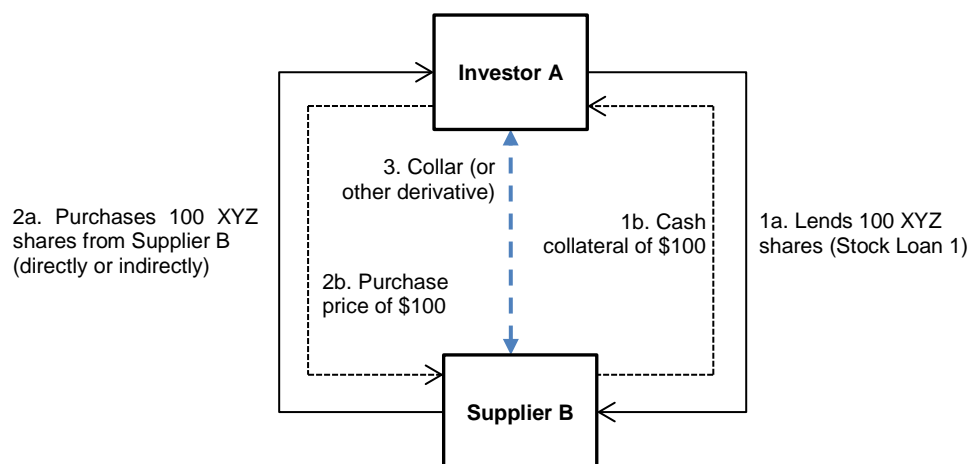 Investor A
3. Collar (or
other derivative)
2a. Purchases 100 XYZ
shares from Supplier B
(directly or indirectly)
1b. Cash
collateral of $100
1a. Lends 100 XYZ
shares (Stock Loan 1)
2b. Purchase
price of $100
Supplier B